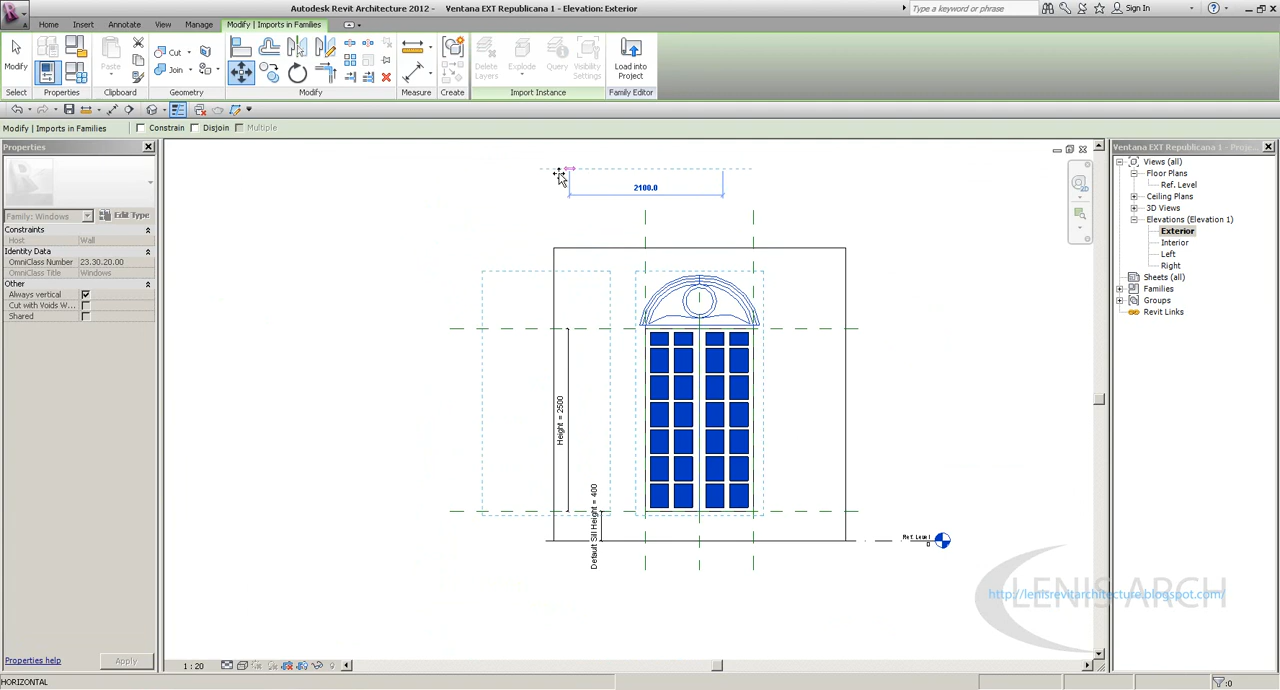 Autodesk Revit Architecture 2012 - Ventana EXT Republicana 1 - Elevation: Exterior
Type a keyword or phrase
Sign In
Home
Insert
Annotate
View
Manage
Modify | Imports in Families
Modify
Paste
Cut
Join
Delete
Layers
Explode
Query
Visibility
Settings
Load into
Project
Select
Properties
Clipboard
Geometry
Modify
Measure
Create
Import Instance
Family Editor
Modify | Imports in Families
Constrain
Disjoin
Multiple
Properties
Family: Windows
Edit Type
Constraints
Host
Wall
Identity Data
OmniClass Number
23.30.20.00
OmniClass Title
Windows
Other
Always vertical
Cut with Voids W...
Shared
Properties help
Apply
2100.0
Height = 2500
Default Sill Height = 400
Ref. Level
0
LENIS ARCH
http://lenisrevitarchitecture.blogspot.com/
Ventana EXT Republicana 1 - Projec...
Views (all)
Floor Plans
Ref. Level
Ceiling Plans
3D Views
Elevations (Elevation 1)
Exterior
Interior
Left
Right
Sheets (all)
Families
Groups
Revit Links
1 : 20
HORIZONTAL
:0